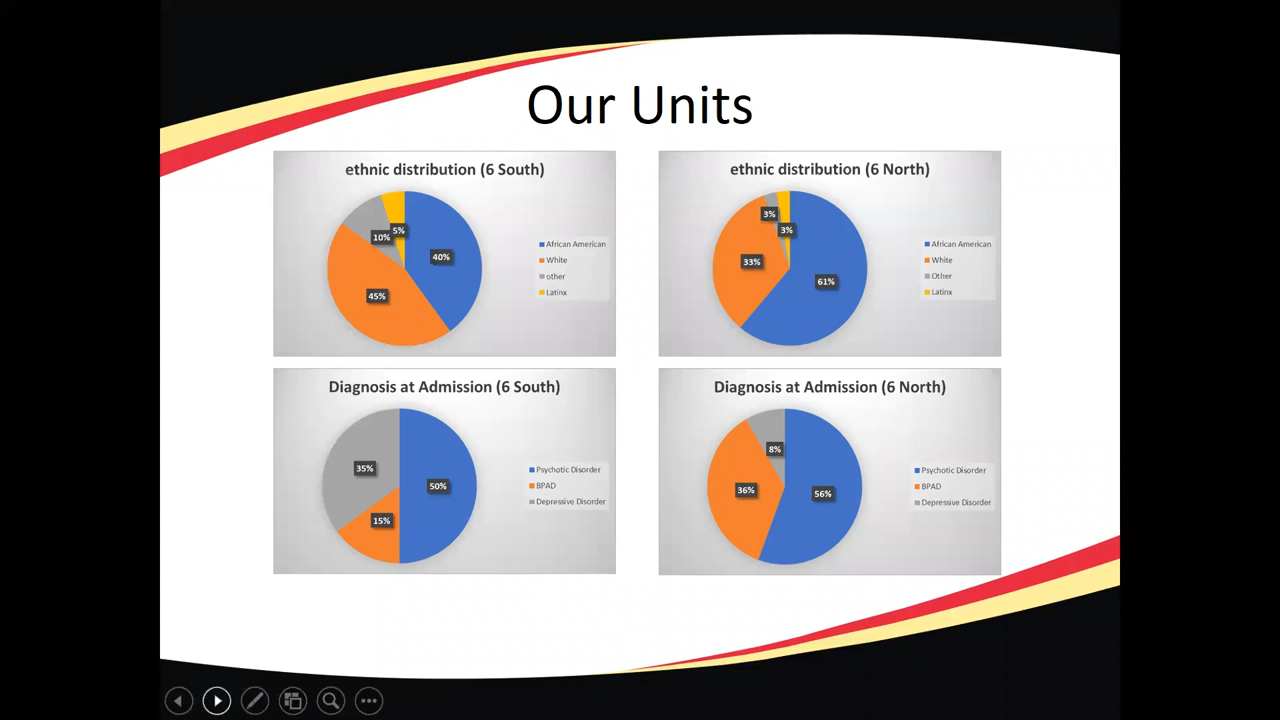 Our Units
ethnic distribution (6 South)
5%
10%
40%
45%
African American
White
other
Latinx
ethnic distribution (6 North)
3%
3%
33%
61%
African American
White
Other
Latinx
Diagnosis at Admission (6 South)
35%
50%
15%
Psychotic Disorder
BPAD
Depressive Disorder
Diagnosis at Admission (6 North)
8%
36%
56%
Psychotic Disorder
BPAD
Depressive Disorder